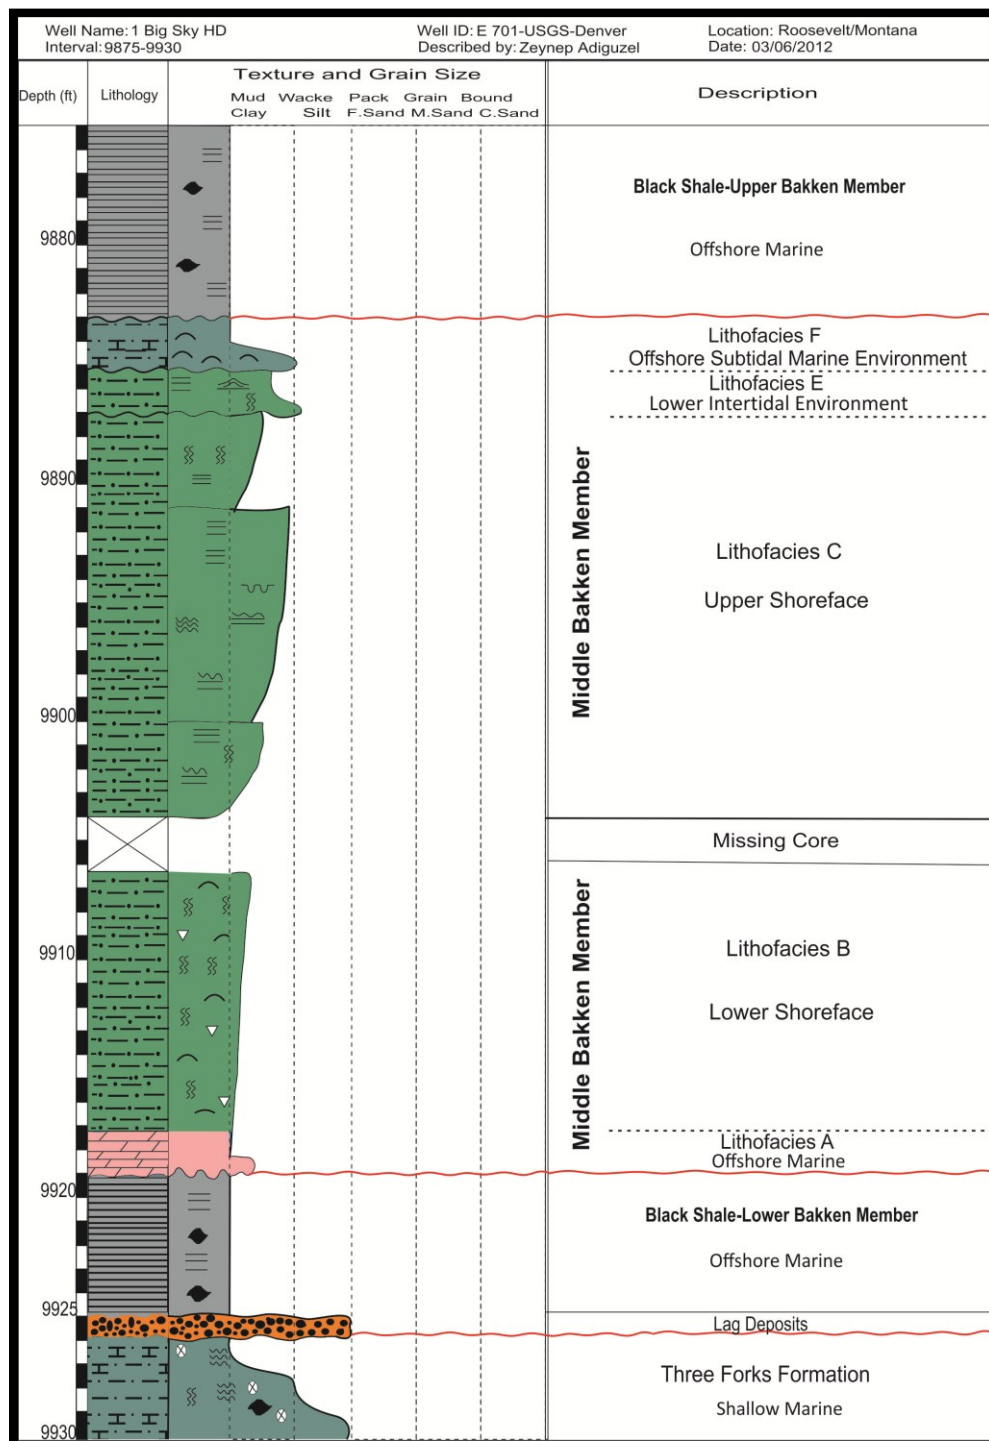 Well Name: 1 Big Sky HD Well ID: E 701-USGS-Denver Location: Roosevelt/Montana
Interval: 9875-9930 Described by: Zeynep Adiguzel Date: 03/06/2012
Texture and Grain Size
Depth (ft) Lithology Mud Wacke Pack Grain Bound Description
Clay Silt F.Sand M.Sand C.Sand
Black Shale-Upper Bakken Member
9880 Offshore Marine
Lithofacies F
Offshore Subtidal Marine Environment
Lithofacies E
Lower Intertidal Environment
9890
Middle Bakken Member
Lithofacies C
Upper Shoreface
9900
Missing Core
Middle Bakken Member
9910 Lithofacies B
Lower Shoreface
Lithofacies A
Offshore Marine
9920
Black Shale-Lower Bakken Member
Offshore Marine
9925
Lag Deposits
Three Forks Formation
Shallow Marine
9930